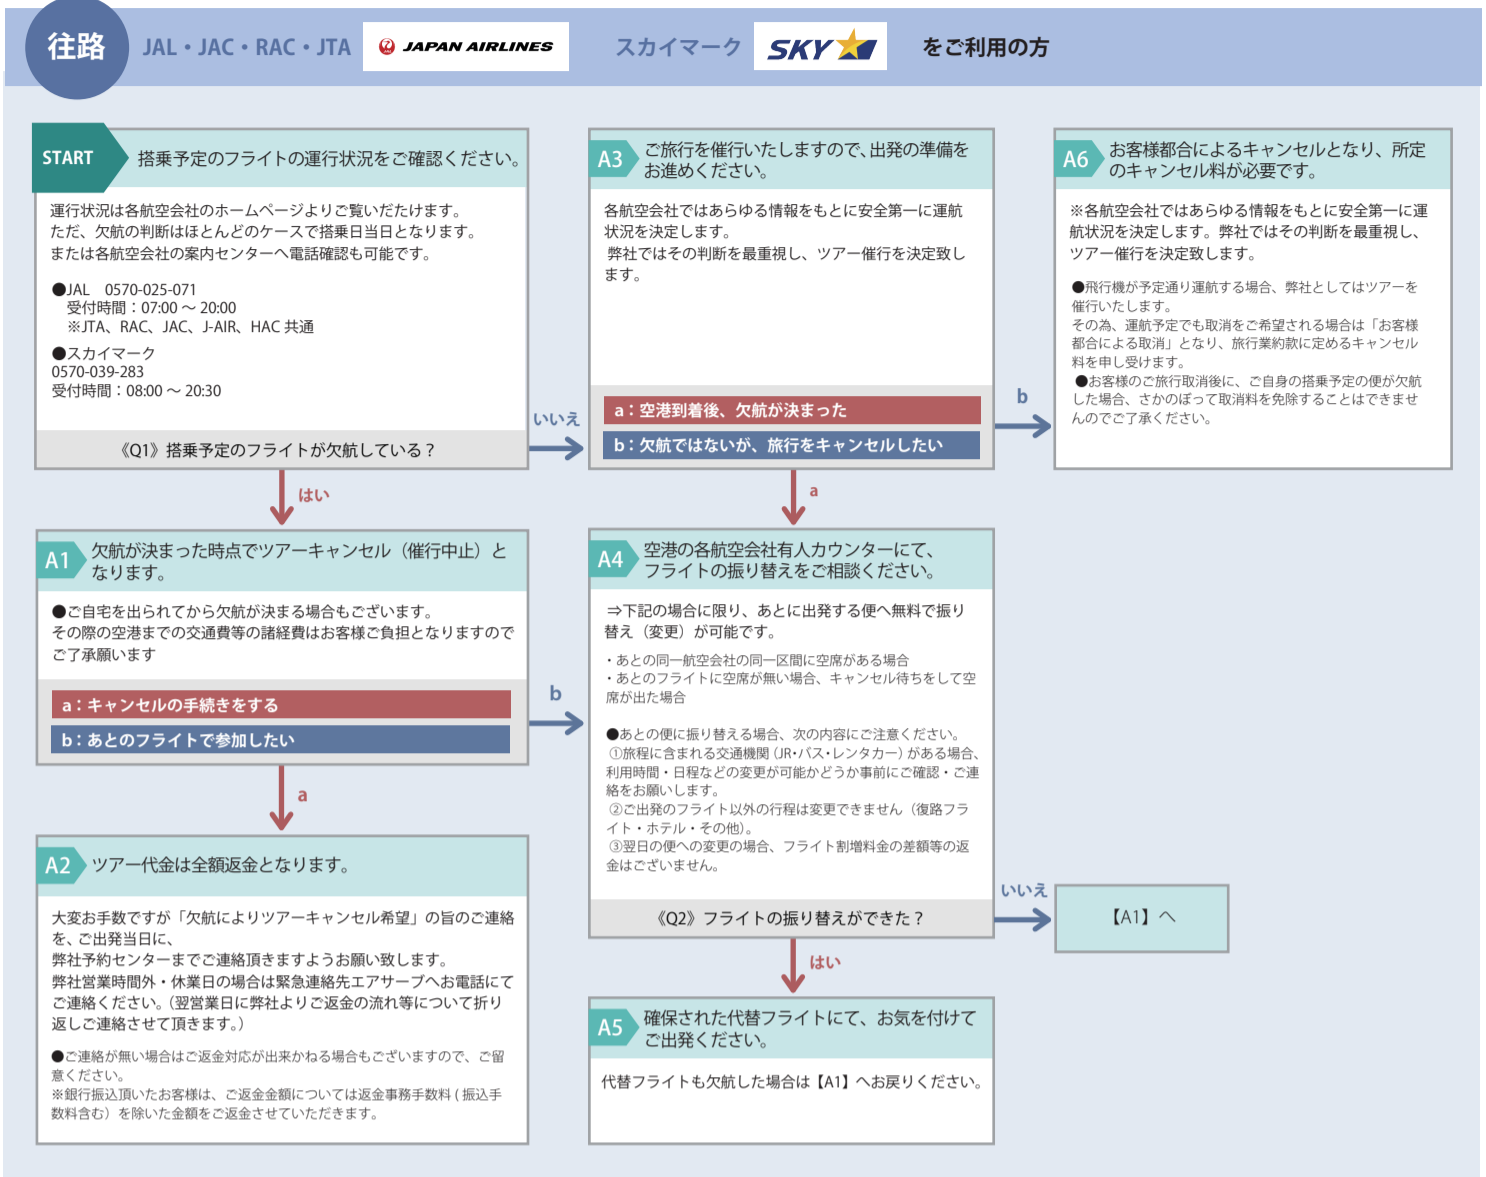 往路
JAL・JAC・RAC・JTA
JAPAN AIRLINES
スカイマーク
SKY
をご利用の方
START
搭乗予定のフライトの運行状況をご確認ください。
運行状況は各航空会社のホームページよりご覧いだたけます。
ただ、欠航の判断はほとんどのケースで搭乗日当日となります。
または各航空会社の案内センターへ電話確認も可能です。
●JAL 0570-025-071
受付時間：07:00 ～ 20:00
※JTA、RAC、JAC、J-AIR、HAC 共通
●スカイマーク
0570-039-283
受付時間：08:00 ～ 20:30
《Q1》搭乗予定のフライトが欠航している？
いいえ
はい
A3
ご旅行を催行いたしますので、出発の準備を
お進めください。
各航空会社ではあらゆる情報をもとに安全第一に運航
状況を決定します。
弊社ではその判断を最重視し、ツアー催行を決定致し
ます。
a：空港到着後、欠航が決まった
b：欠航ではないが、旅行をキャンセルしたい
b
a
A6
お客様都合によるキャンセルとなり、所定
のキャンセル料が必要です。
※各航空会社ではあらゆる情報をもとに安全第一に運
航状況を決定します。弊社ではその判断を最重視し、
ツアー催行を決定致します。
●飛行機が予定通り運航する場合、弊社としてはツアーを
催行いたします。
その為、運航予定でも取消をご希望される場合は「お客様
都合による取消」となり、旅行業約款に定めるキャンセル
料を申し受けます。
●お客様のご旅行取消後に、ご自身の搭乗予定の便が欠航
した場合、さかのぼって取消料を免除することはできませ
んのでご了承ください。
A1
欠航が決まった時点でツアーキャンセル（催行中止）と
なります。
●ご自宅を出られてから欠航が決まる場合もございます。
その際の空港までの交通費等の諸経費はお客様ご負担となりますので
ご了承願います
a：キャンセルの手続きをする
b：あとのフライトで参加したい
b
a
A4
空港の各航空会社有人カウンターにて、
フライトの振り替えをご相談ください。
⇒下記の場合に限り、あとに出発する便へ無料で振り
替え（変更）が可能です。
・あとの同一航空会社の同一区間に空席がある場合
・あとのフライトに空席が無い場合、キャンセル待ちをして空
席が出た場合
●あとの便に振り替える場合、次の内容にご注意ください。
①旅程に含まれる交通機関（JR・バス・レンタカー）がある場合、
利用時間・日程などの変更が可能かどうか事前にご確認・ご連
絡をお願いします。
②ご出発のフライト以外の行程は変更できません（復路フラ
イト・ホテル・その他）。
③翌日の便への変更の場合、フライト割増料金の差額等の返
金はございません。
《Q2》フライトの振り替えができた？
いいえ
【A1】へ
はい
A2
ツアー代金は全額返金となります。
大変お手数ですが「欠航によりツアーキャンセル希望」の旨のご連絡
を、ご出発当日に、
弊社予約センターまでご連絡頂きますようお願い致します。
弊社営業時間外・休業日の場合は緊急連絡先エアサーブへお電話にて
ご連絡ください。（翌営業日に弊社よりご返金の流れ等について折り
返しご連絡させて頂きます。）
●ご連絡が無い場合はご返金対応が出来かねる場合もございますので、ご留
意ください。
※銀行振込頂いたお客様は、ご返金金額については返金事務手数料 ( 振込手
数料含む）を除いた金額をご返金させていただきます。
A5
確保された代替フライトにて、お気を付けて
ご出発ください。
代替フライトも欠航した場合は【A1】へお戻りください。